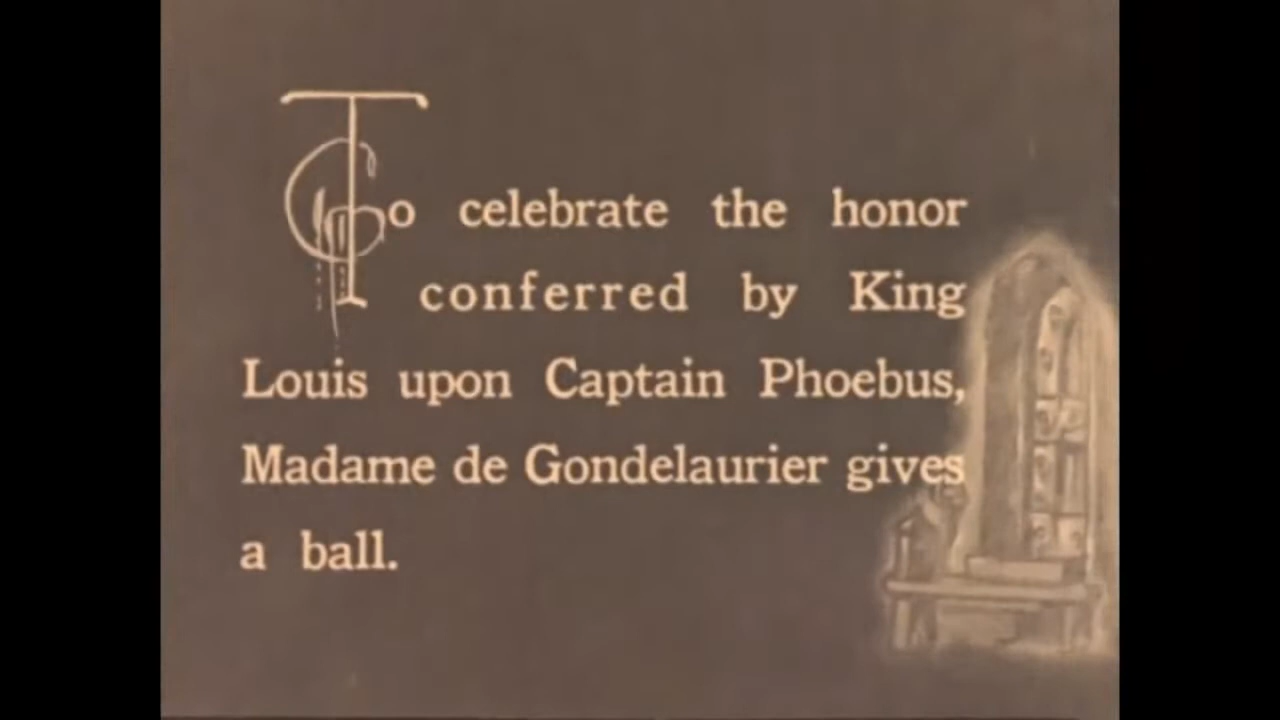 To celebrate the honor
conferred by King
Louis upon Captain Phoebus,
Madame de Gondelaurier gives
a ball.